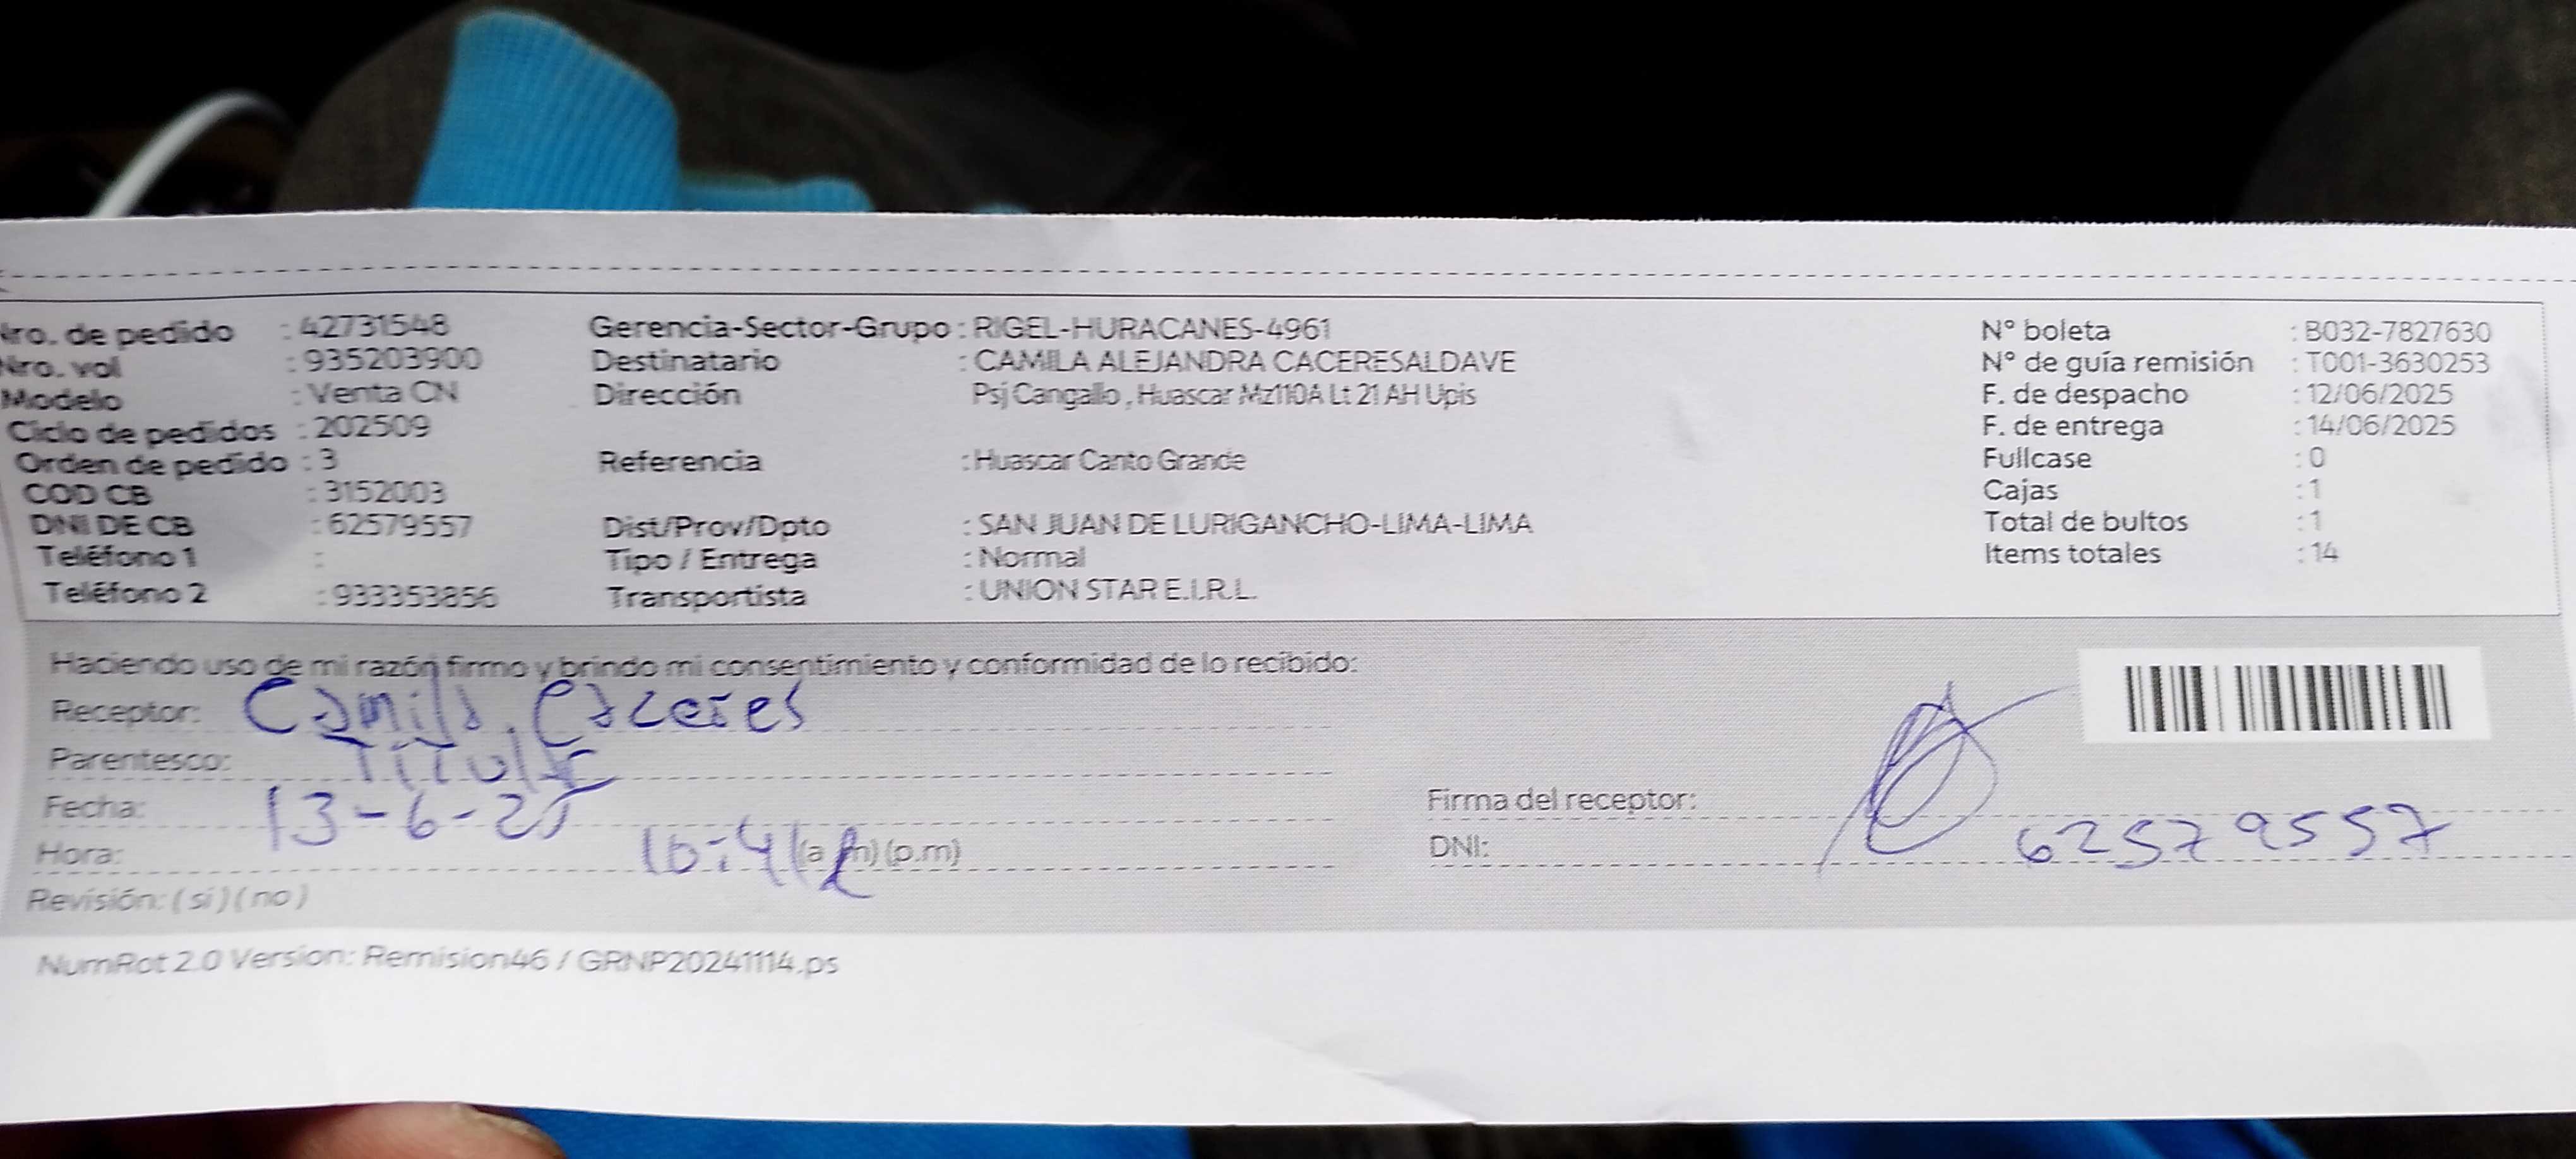 Nro. de pedido : 42731548 Gerencia-Sector-Grupo : RIGEL-HURACANES-4961 N° boleta : B032-7827630
Nro. vol : 935203900 Destinatario : CAMILA ALEJANDRA CACERESALDAVE N° de guía remisión : T001-3630253
Modelo : Venta CN Dirección Psj Cangallo , Huascar Mz110A Lt 21 AH Upis F. de despacho : 12/06/2025
Ciclo de pedidos : 202509 F. de entrega : 14/06/2025
Orden de pedido : 3 Referencia : Huascar Canto Grande Fullcase : 0
COD CB : 3152003 Cajas : 1
DNI DE CB : 62579557 Dist/Prov/Dpto : SAN JUAN DE LURIGANCHO-LIMA-LIMA Total de bultos : 1
Teléfono 1 : Tipo / Entrega : Normal Items totales : 14
Teléfono 2 : 933353856 Transportista : UNION STAR E.I.R.L.
Haciendo uso de mi razón firmo y brindo mi consentimiento y conformidad de lo recibido:
Receptor: Camila Caceres
Parentesco: Titular
Fecha: 13-6-25 Firma del receptor:
Hora: 10:41 (a m) (p.m) DNI: 62579557
Revisión: ( si ) ( no )
NumRot 2.0 Version: Remision46 / GRNP20241114.ps